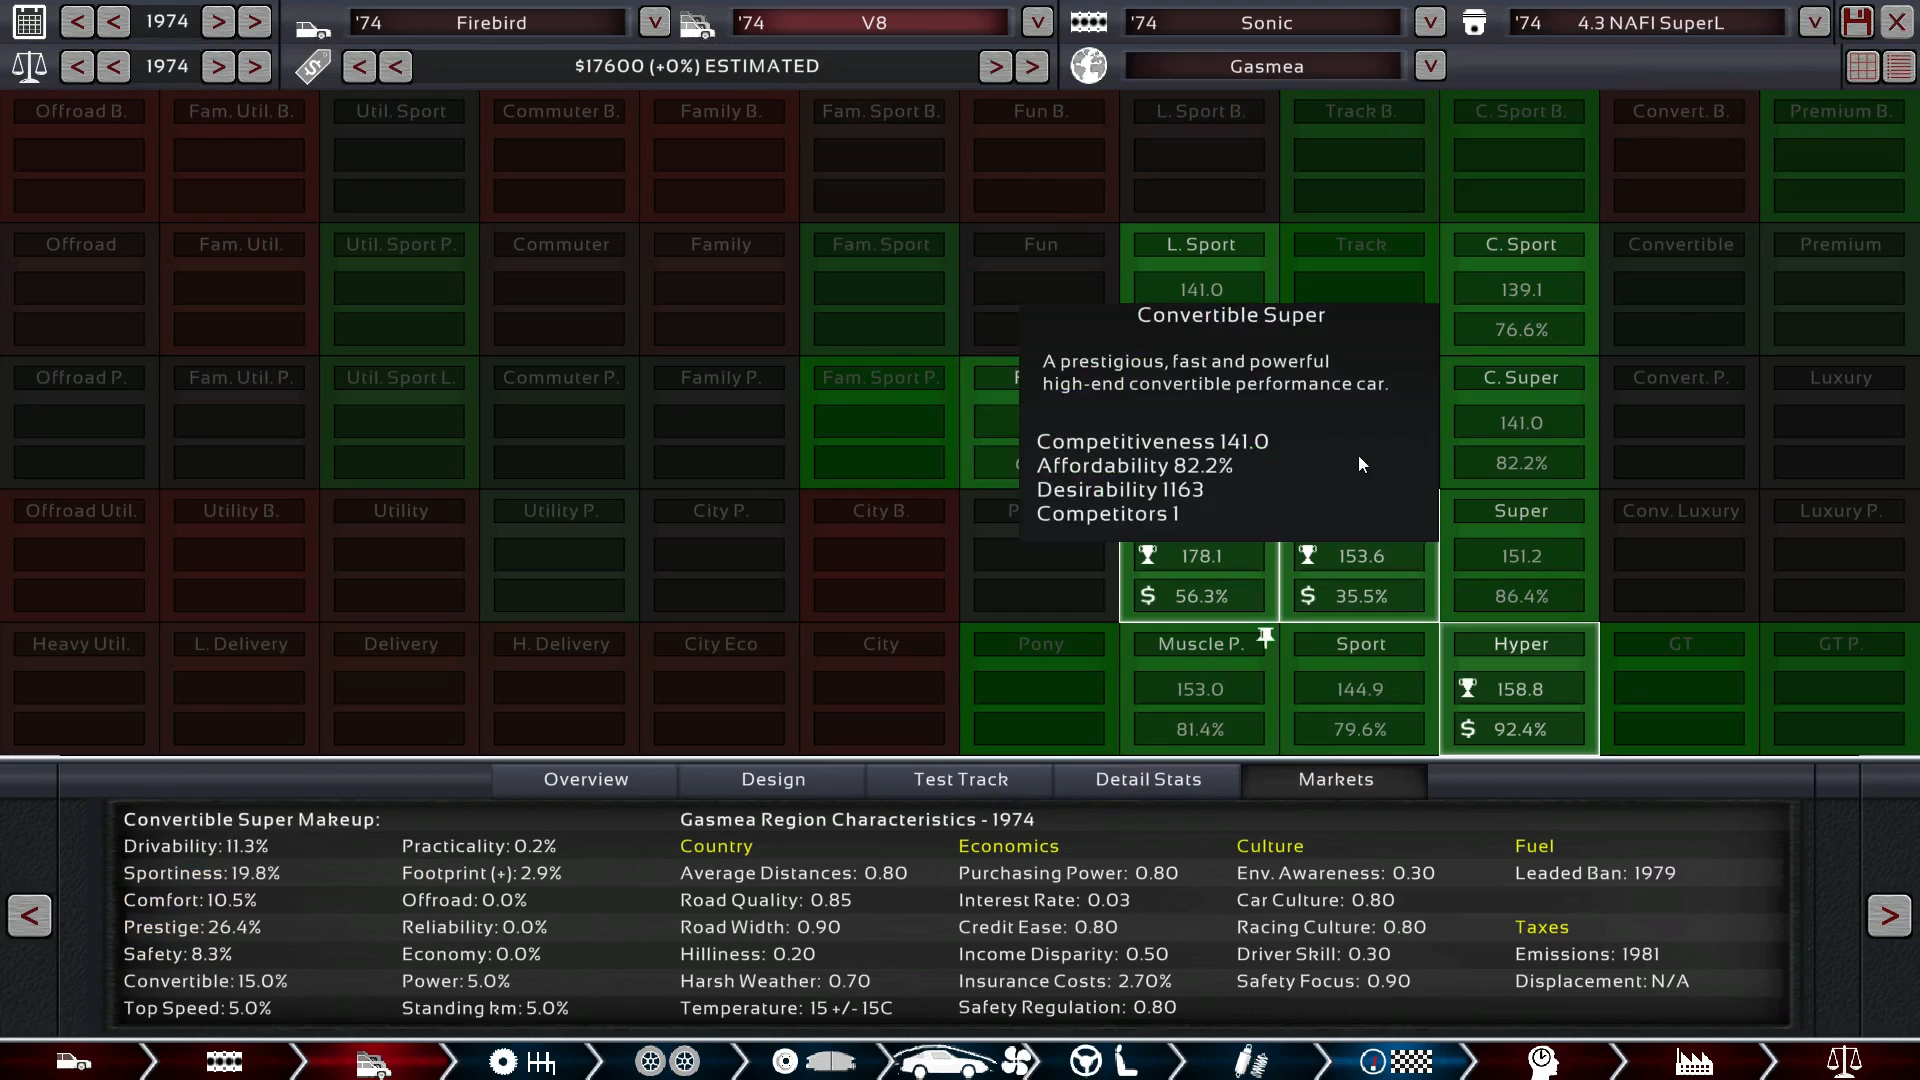 < < 1974 > > '74 Firebird V '74 V8 V '74 Sonic V '74 4.3 NAFI SuperL V X
< < 1974 > > < < $17600 (+0%) ESTIMATED > > Gasmea V
Offroad B. Fam. Util. B. Util. Sport Commuter B. Family B. Fam. Sport B. Fun B. L. Sport B. Track B. C. Sport B. Convert. B. Premium B.
Offroad Fam. Util. Util. Sport P. Commuter Family Fam. Sport Fun L. Sport Track C. Sport Convertible Premium
141.0 139.1
76.6%
Offroad P. Fam. Util. P. Util. Sport L. Commuter P. Family P. Fam. Sport P. C. Super Convert. P. Luxury
141.0
82.2%
Convertible Super
A prestigious, fast and powerful
high-end convertible performance car.
Competitiveness 141.0
Affordability 82.2%
Desirability 1163
Competitors 1
Offroad Util. Utility B. Utility Utility P. City P. City B. Super Conv. Luxury Luxury P.
178.1 153.6 151.2
$ 56.3% $ 35.5% 86.4%
Heavy Util. L. Delivery Delivery H. Delivery City Eco City Pony Muscle P. Sport Hyper GT GT P.
153.0 144.9 158.8
81.4% 79.6% $ 92.4%
Overview Design Test Track Detail Stats Markets
Convertible Super Makeup: Gasmea Region Characteristics - 1974
Drivability: 11.3% Practicality: 0.2% Country Economics Culture Fuel
Sportiness: 19.8% Footprint (+): 2.9% Average Distances: 0.80 Purchasing Power: 0.80 Env. Awareness: 0.30 Leaded Ban: 1979
Comfort: 10.5% Offroad: 0.0% Road Quality: 0.85 Interest Rate: 0.03 Car Culture: 0.80
Prestige: 26.4% Reliability: 0.0% Road Width: 0.90 Credit Ease: 0.80 Racing Culture: 0.80 Taxes
Safety: 8.3% Economy: 0.0% Hilliness: 0.20 Income Disparity: 0.50 Driver Skill: 0.30 Emissions: 1981
Convertible: 15.0% Power: 5.0% Harsh Weather: 0.70 Insurance Costs: 2.70% Safety Focus: 0.90 Displacement: N/A
Top Speed: 5.0% Standing km: 5.0% Temperature: 15 +/- 15C Safety Regulation: 0.80
< >